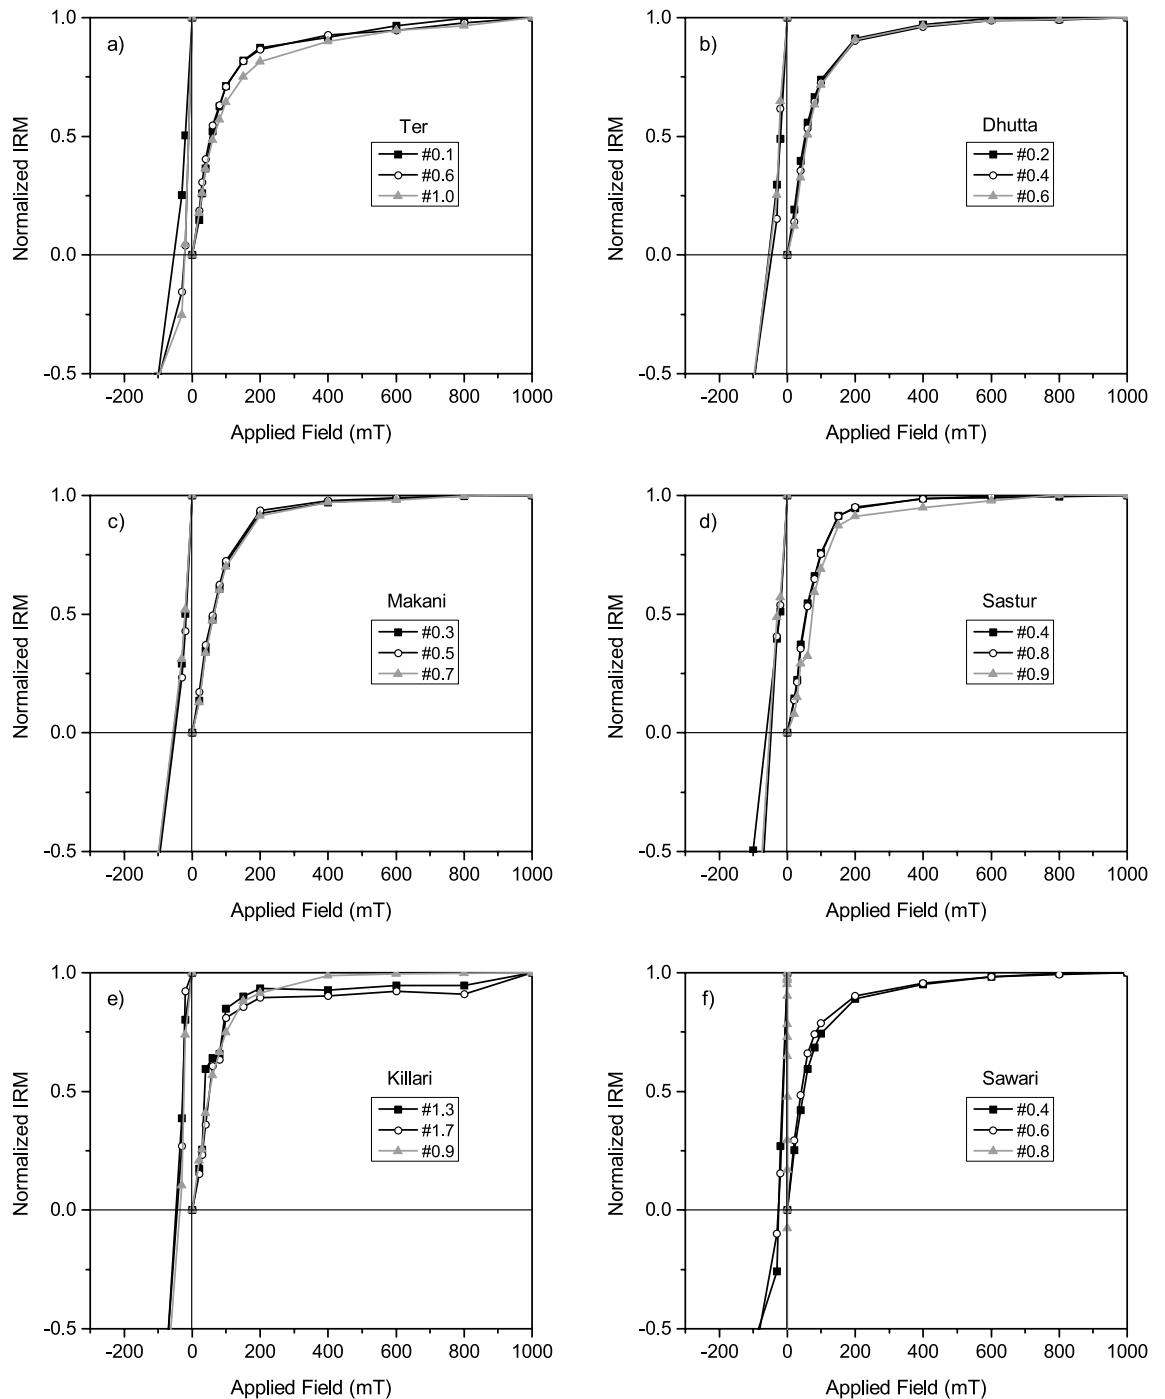 a)
1.0
0.5
0.0
-0.5
Normalized IRM
Ter
#0.1
#0.6
#1.0
-200 0 200 400 600 800 1000
Applied Field (mT)
b)
1.0
0.5
0.0
-0.5
Normalized IRM
Dhutta
#0.2
#0.4
#0.6
-200 0 200 400 600 800 1000
Applied Field (mT)
c)
1.0
0.5
0.0
-0.5
Normalized IRM
Makani
#0.3
#0.5
#0.7
-200 0 200 400 600 800 1000
Applied Field (mT)
d)
1.0
0.5
0.0
-0.5
Normalized IRM
Sastur
#0.4
#0.8
#0.9
-200 0 200 400 600 800 1000
Applied Field (mT)
e)
1.0
0.5
0.0
-0.5
Normalized IRM
Killari
#1.3
#1.7
#0.9
-200 0 200 400 600 800 1000
Applied Field (mT)
f)
1.0
0.5
0.0
-0.5
Normalized IRM
Sawari
#0.4
#0.6
#0.8
-200 0 200 400 600 800 1000
Applied Field (mT)